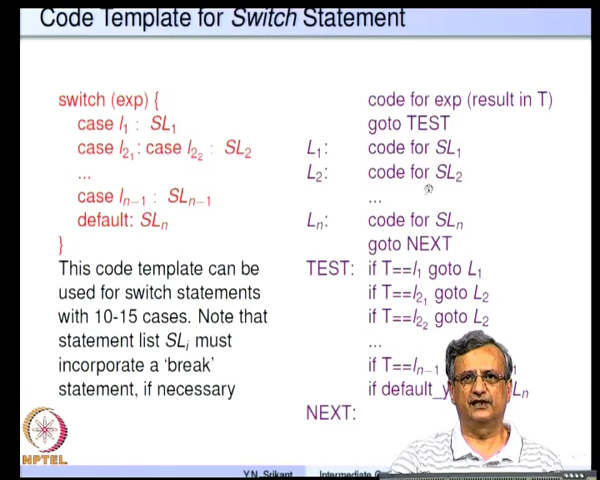 Code Template for Switch Statement
switch (exp) {
case l₁ : SL₁
case l₂₁ : case l₂₂ : SL₂
...
case lₙ₋₁ : SLₙ₋₁
default: SLₙ
}
This code template can be
used for switch statements
with 10-15 cases. Note that
statement list SLᵢ must
incorporate a ‘break’
statement, if necessary
code for exp (result in T)
goto TEST
L₁: code for SL₁
L₂: code for SL₂
...
Lₙ: code for SLₙ
goto NEXT
TEST: if T==l₁ goto L₁
if T==l₂₁ goto L₂
if T==l₂₂ goto L₂
...
if T==lₙ₋₁
if default_y Lₙ
NEXT:
NPTEL
Y.N. Srikant Intermediate